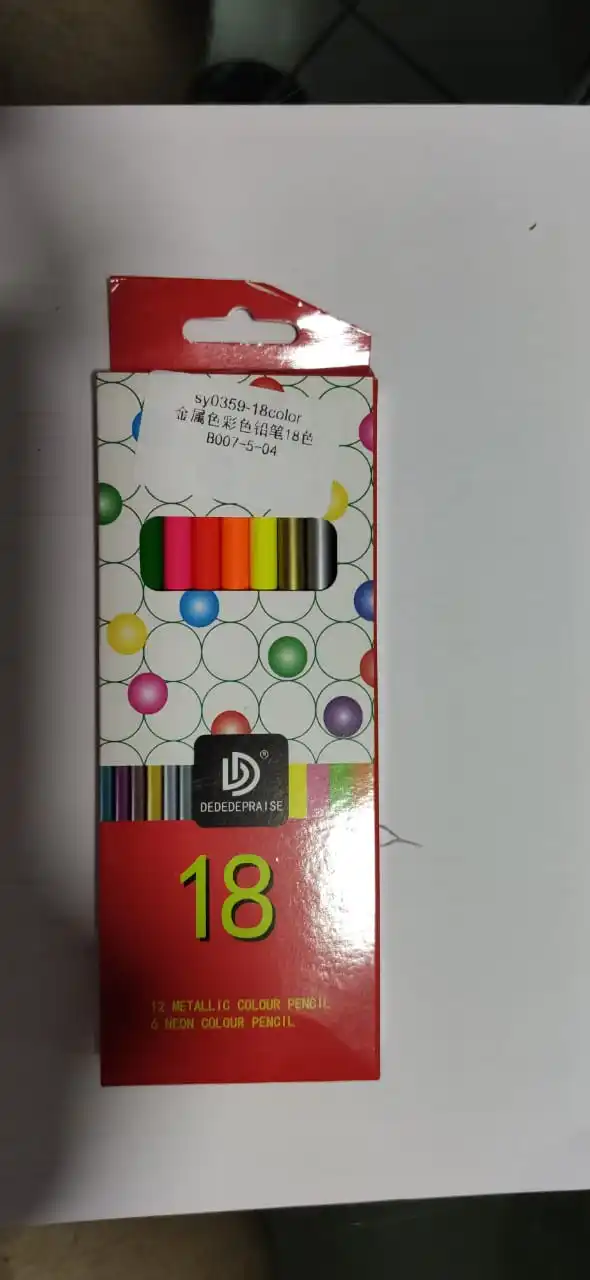 sy0359-18color
金属色彩色铅笔18色
B007-5-04
®
DEDEDEPRAISE
18
12 METALLIC COLOUR PENCIL
6 NEON COLOUR PENCIL